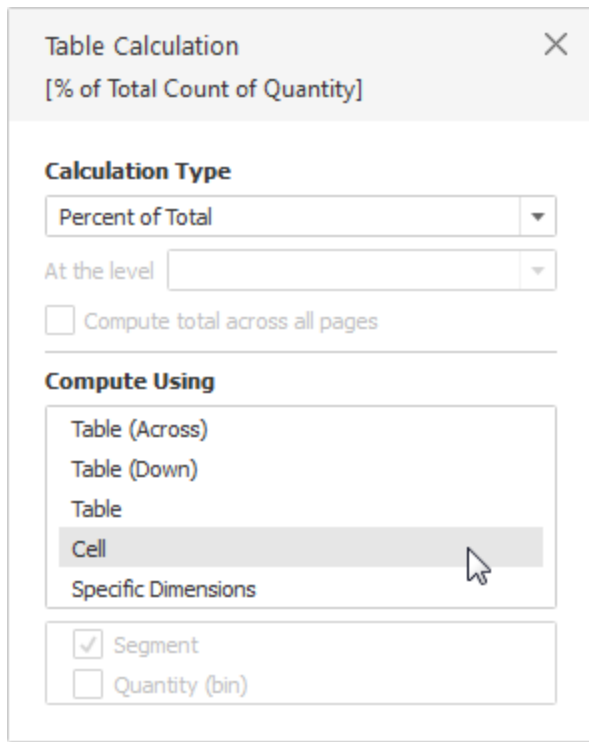 Table Calculation
[% of Total Count of Quantity]
Calculation Type
Percent of Total
At the level
Compute total across all pages
Compute Using
Table (Across)
Table (Down)
Table
Cell
Specific Dimensions
Segment
Quantity (bin)